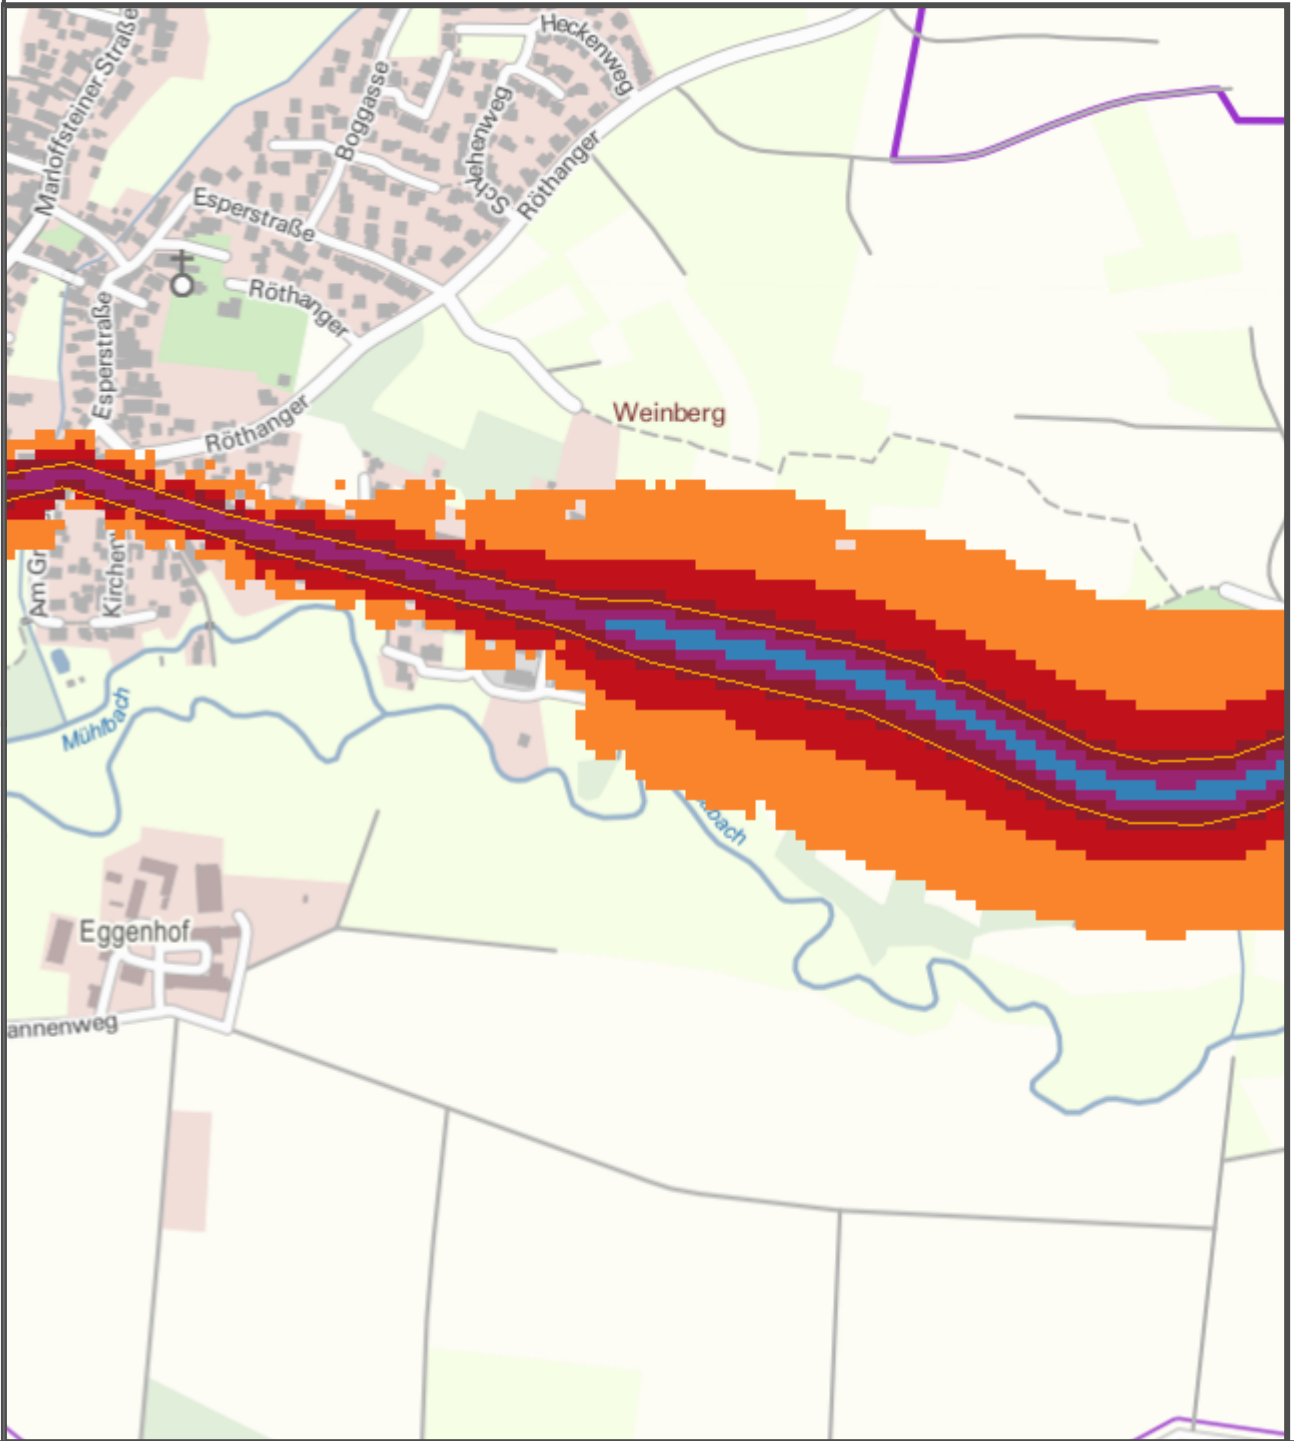 Marloffsteiner Straße
Heckenweg
Boggasse
Schlehenweg
Röthanger
Esperstraße
Röthanger
Esperstraße
Röthanger
Weinberg
Am Gr
Kirchen
Mühlbach
bach
Eggenhof
annenweg